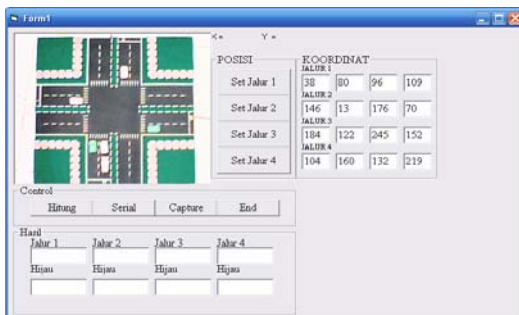 Form1
X = Y =
POSISI
Set Jalur 1
Set Jalur 2
Set Jalur 3
Set Jalur 4
KOORDINAT
JALUR 1
38 80 96 109
JALUR 2
146 13 176 70
JALUR 3
184 122 245 152
JALUR 4
104 160 132 219
Control
Hitung Serial Capture End
Hasil
Jalur 1 Jalur 2 Jalur 3 Jalur 4
Hijau Hijau Hijau Hijau